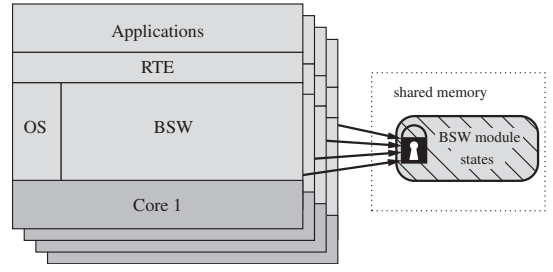 Applications
RTE
OS
BSW
Core 1
shared memory
BSW module
states